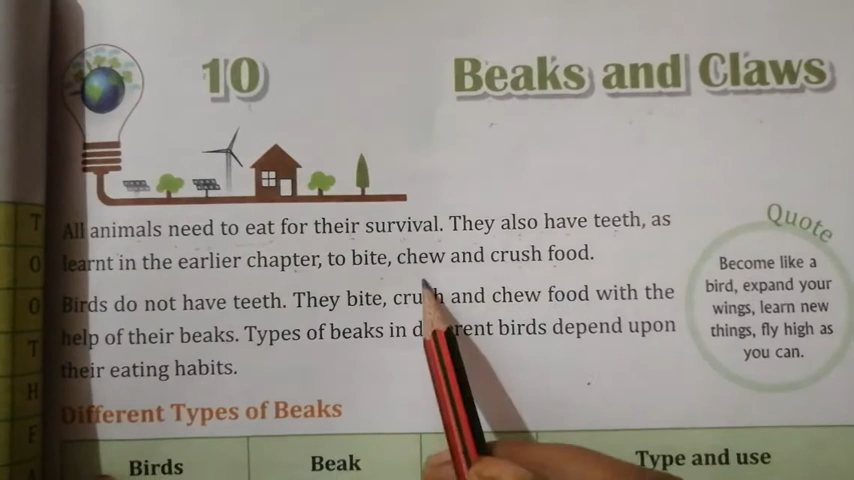 10
Beaks and Claws
All animals need to eat for their survival. They also have teeth, as
learnt in the earlier chapter, to bite, chew and crush food.
Birds do not have teeth. They bite, crush and chew food with the
help of their beaks. Types of beaks in different birds depend upon
their eating habits.
Quote
Become like a
bird, expand your
wings, learn new
things, fly high as
you can.
Different Types of Beaks
Birds
Beak
Type and use
T
O
O
T
H
F